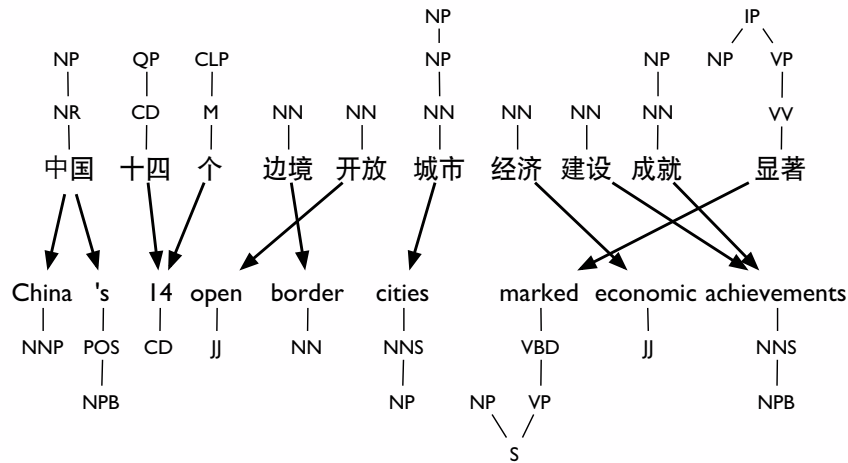 NP IP
NP QP CLP NP NP NP VP
NR CD M NN NN NN NN NN NN VV
中国 十四 个 边境 开放 城市 经济 建设 成就 显著
China 's 14 open border cities marked economic achievements
NNP POS CD JJ NN NNS VBD JJ NNS
NPB NP NP VP NPB
S